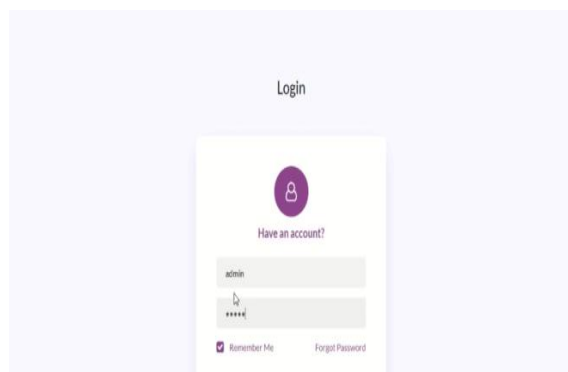 Login
Have an account?
admin
*****
Remember Me Forgot Password